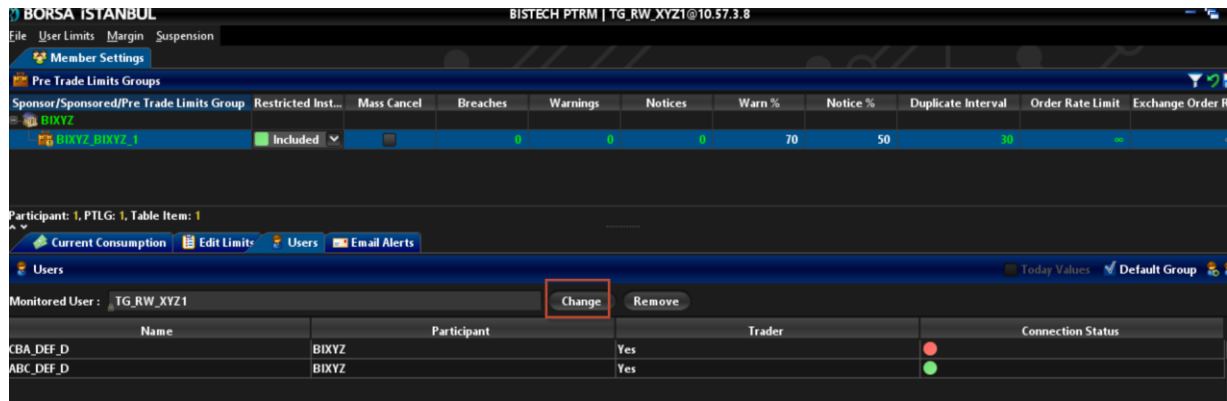 BORSA İSTANBUL BISTECH PTRM | TG_RW_XYZ1@10.57.3.8
File User Limits Margin Suspension
Member Settings
Pre Trade Limits Groups
Sponsor/Sponsored/Pre Trade Limits Group Restricted Inst... Mass Cancel Breaches Warnings Notices Warn % Notice % Duplicate Interval Order Rate Limit Exchange Order R
BIXYZ
BIXYZ_BIXYZ_1 Included 0 0 0 70 50 30 ∞
Participant: 1, PTLG: 1, Table Item: 1
Current Consumption Edit Limits Users Email Alerts
Users Today Values Default Group
Monitored User : TG_RW_XYZ1 Change Remove
Name Participant Trader Connection Status
CBA_DEF_D BIXYZ Yes
ABC_DEF_D BIXYZ Yes